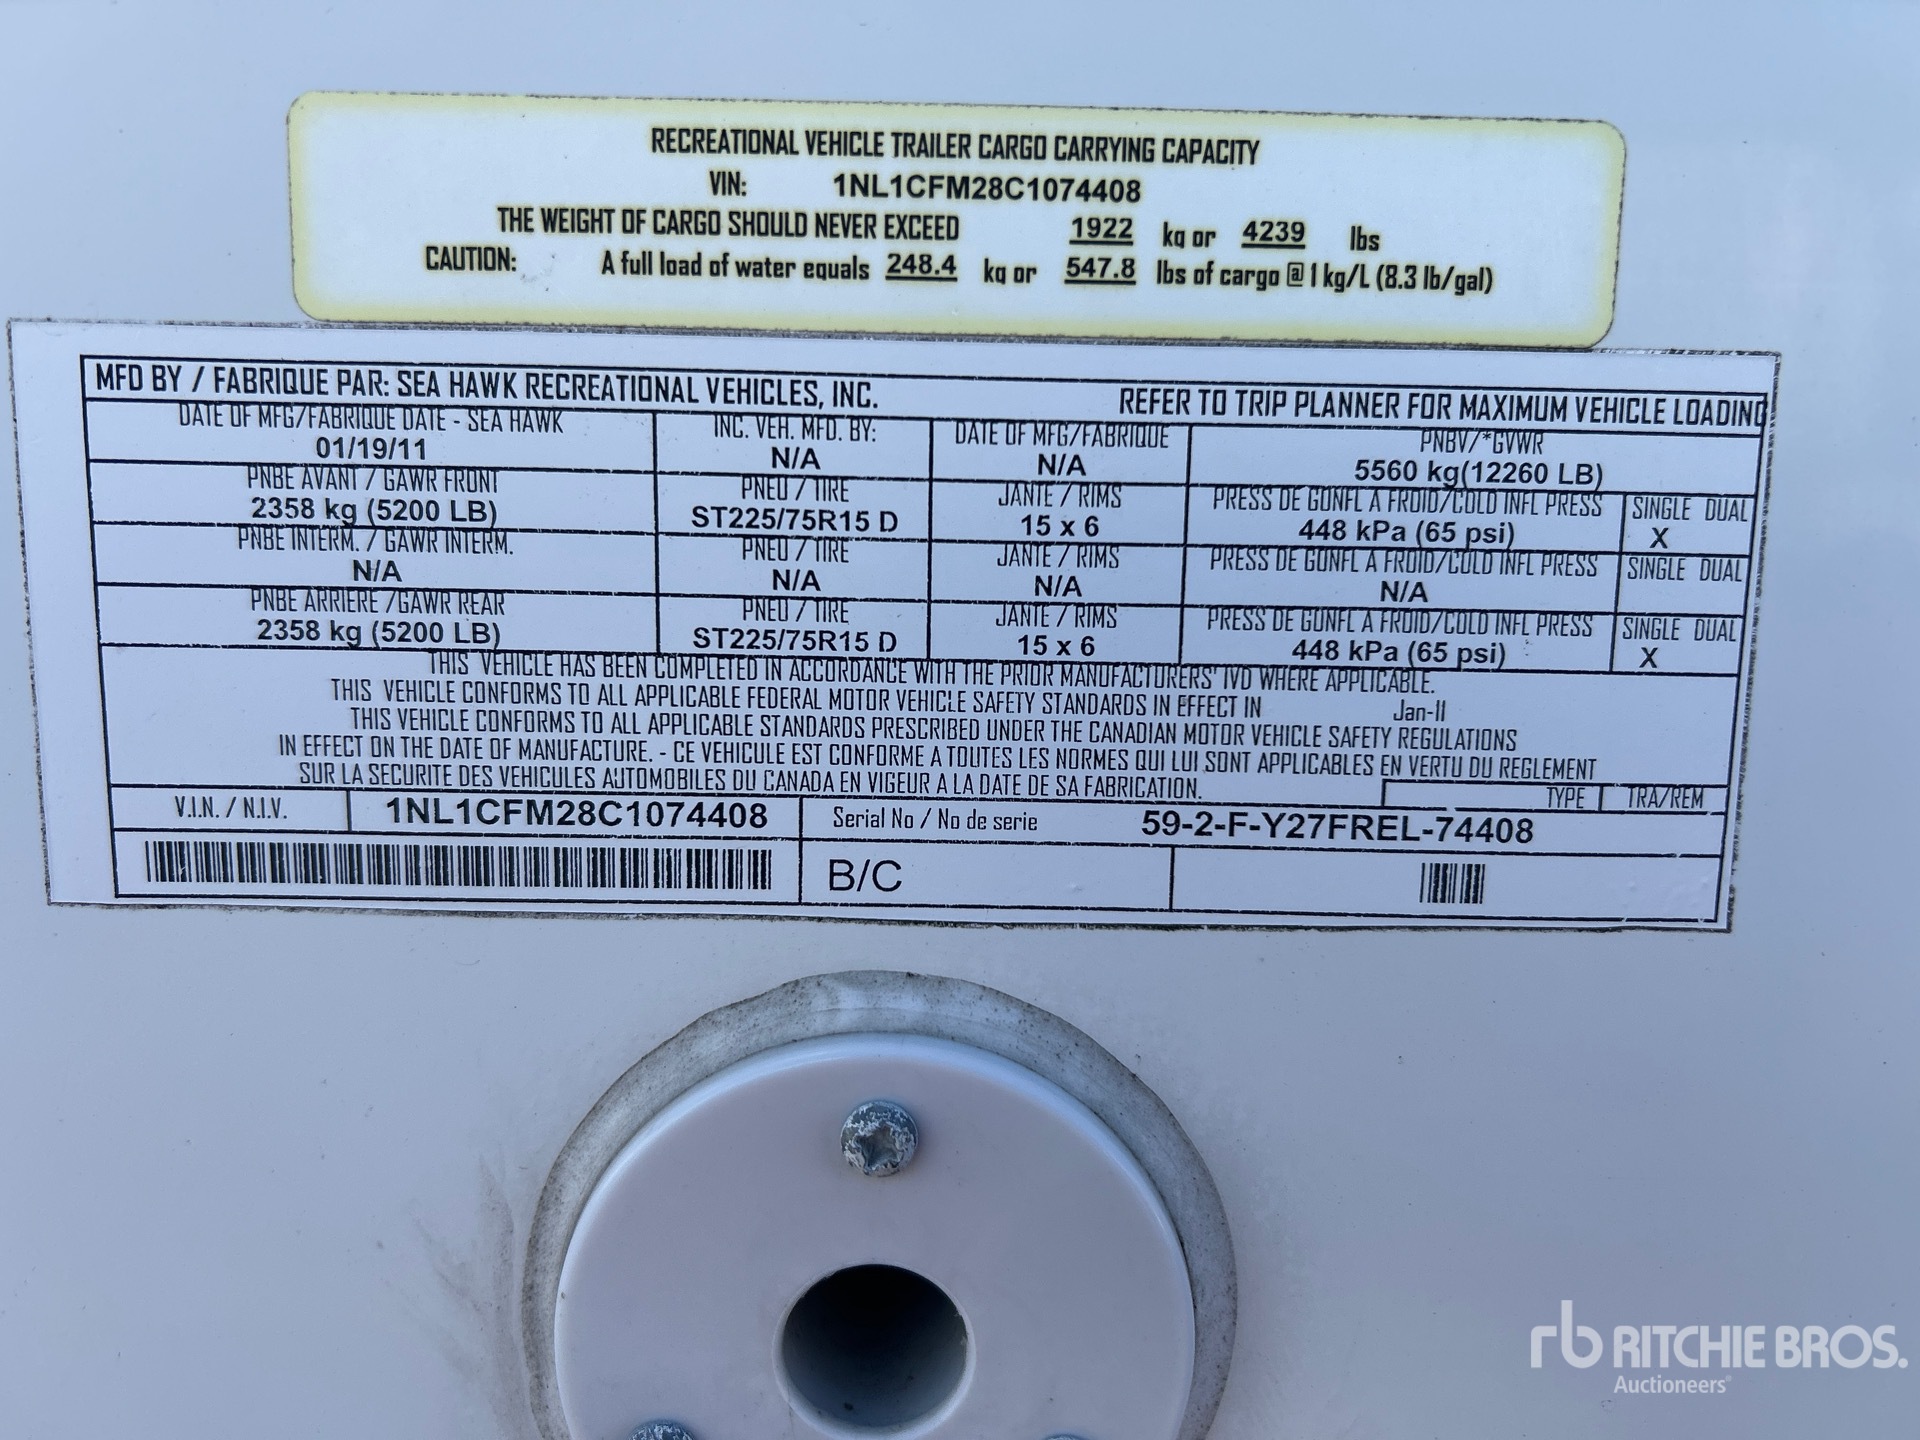 RECREATIONAL VEHICLE TRAILER CARGO CARRYING CAPACITY
VIN: 1NL1CFM28C1074408
THE WEIGHT OF CARGO SHOULD NEVER EXCEED 1922 kg or 4239 lbs
CAUTION: A full load of water equals 248.4 kg or 547.8 lbs of cargo @ 1 kg/L (8.3 lb/gal)
MFD BY / FABRIQUE PAR: SEA HAWK RECREATIONAL VEHICLES, INC. REFER TO TRIP PLANNER FOR MAXIMUM VEHICLE LOADING
DATE OF MFG/FABRIQUE DATE - SEA HAWK INC. VEH. MFD. BY: DATE OF MFG/FABRIQUE PNBV/*GVWR
01/19/11 N/A N/A 5560 kg(12260 LB)
PNBE AVANT / GAWR FRONT PNEU / TIRE JANTE / RIMS PRESS DE GONFL A FROID/COLD INFL PRESS SINGLE DUAL
2358 kg (5200 LB) ST225/75R15 D 15 x 6 448 kPa (65 psi) X
PNBE INTERM. / GAWR INTERM. PNEU / TIRE JANTE / RIMS PRESS DE GONFL A FROID/COLD INFL PRESS SINGLE DUAL
N/A N/A N/A N/A
PNBE ARRIERE /GAWR REAR PNEU / TIRE JANTE / RIMS PRESS DE GONFL A FROID/COLD INFL PRESS SINGLE DUAL
2358 kg (5200 LB) ST225/75R15 D 15 x 6 448 kPa (65 psi) X
THIS VEHICLE HAS BEEN COMPLETED IN ACCORDANCE WITH THE PRIOR MANUFACTURERS' IVD WHERE APPLICABLE.
THIS VEHICLE CONFORMS TO ALL APPLICABLE FEDERAL MOTOR VEHICLE SAFETY STANDARDS IN EFFECT IN Jan-11
THIS VEHICLE CONFORMS TO ALL APPLICABLE STANDARDS PRESCRIBED UNDER THE CANADIAN MOTOR VEHICLE SAFETY REGULATIONS
IN EFFECT ON THE DATE OF MANUFACTURE. - CE VEHICULE EST CONFORME A TOUTES LES NORMES QUI LUI SONT APPLICABLES EN VERTU DU REGLEMENT
SUR LA SECURITE DES VEHICULES AUTOMOBILES DU CANADA EN VIGEUR A LA DATE DE SA FABRICATION.
TYPE TRA/REM
V.I.N. / N.I.V. 1NL1CFM28C1074408 Serial No / No de serie 59-2-F-Y27FREL-74408
B/C
rb RITCHIE BROS.
Auctioneers